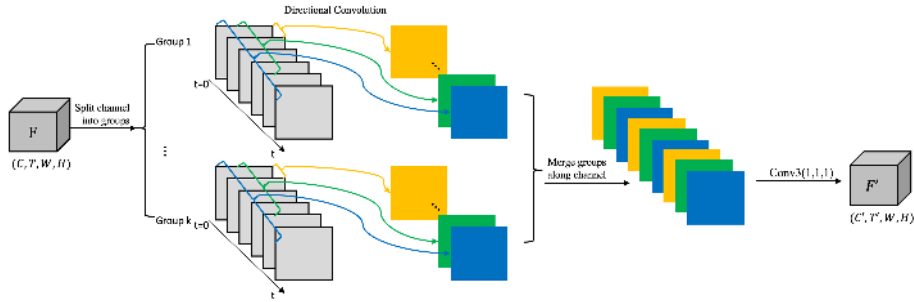 Directional Convolution
Group 1
t=0
t
F
(C, T, W, H)
Split channel
into groups
...
Group k
t=0
t
Merge groups
along channel
Conv3(1,1,1)
F'
(C', T', W, H)